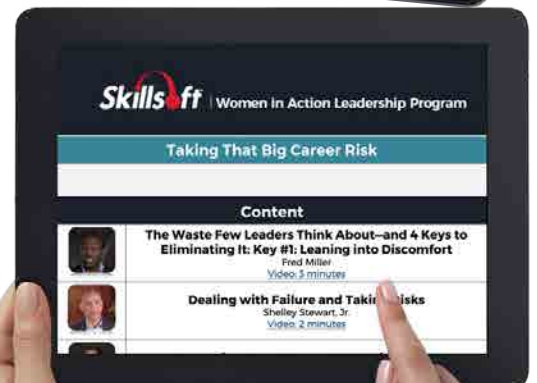 Skillsoft | Women in Action Leadership Program
Taking That Big Career Risk
Content
The Waste Few Leaders Think About—and 4 Keys to
Eliminating It: Key #1: Leaning into Discomfort
Fred Miller
Video: 3 minutes
Dealing with Failure and Taking Risks
Shelley Stewart, Jr.
Video: 2 minutes